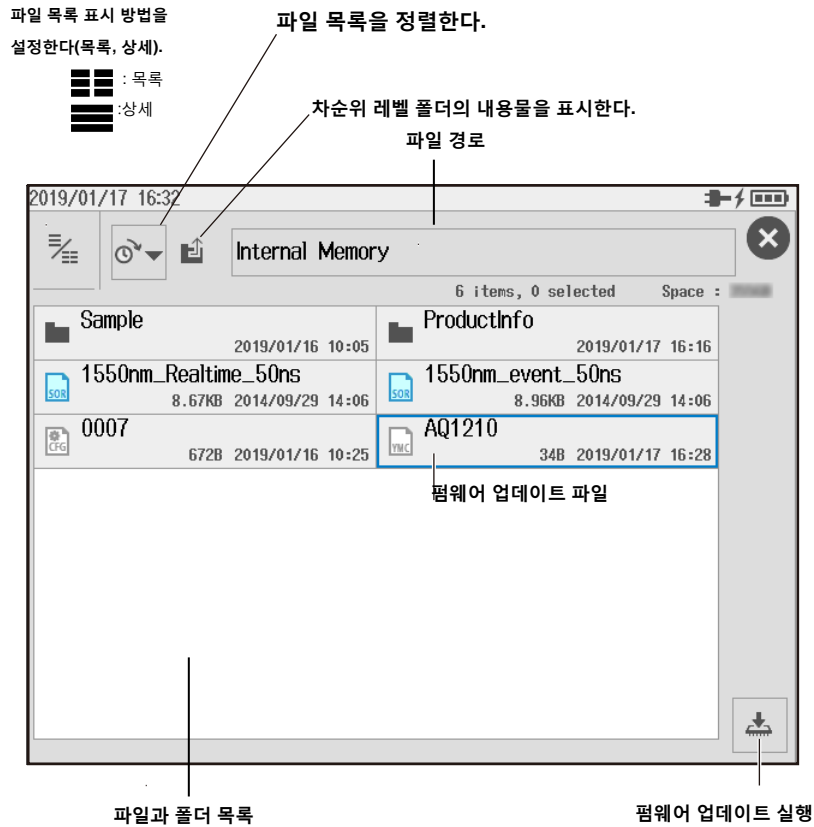 파일 목록 표시 방법을
설정한다(목록, 상세).
: 목록
:상세
파일 목록을 정렬한다.
차순위 레벨 폴더의 내용물을 표시한다.
파일 경로
2019/01/17 16:32
Internal Memory
6 items, 0 selected Space :
Sample
2019/01/16 10:05
ProductInfo
2019/01/17 16:16
SOR
1550nm_Realtime_50ns
8.67KB 2014/09/29 14:06
SOR
1550nm_event_50ns
8.96KB 2014/09/29 14:06
CFG
0007
672B 2019/01/16 10:25
YMC
AQ1210
34B 2019/01/17 16:28
펌웨어 업데이트 파일
파일과 폴더 목록
펌웨어 업데이트 실행